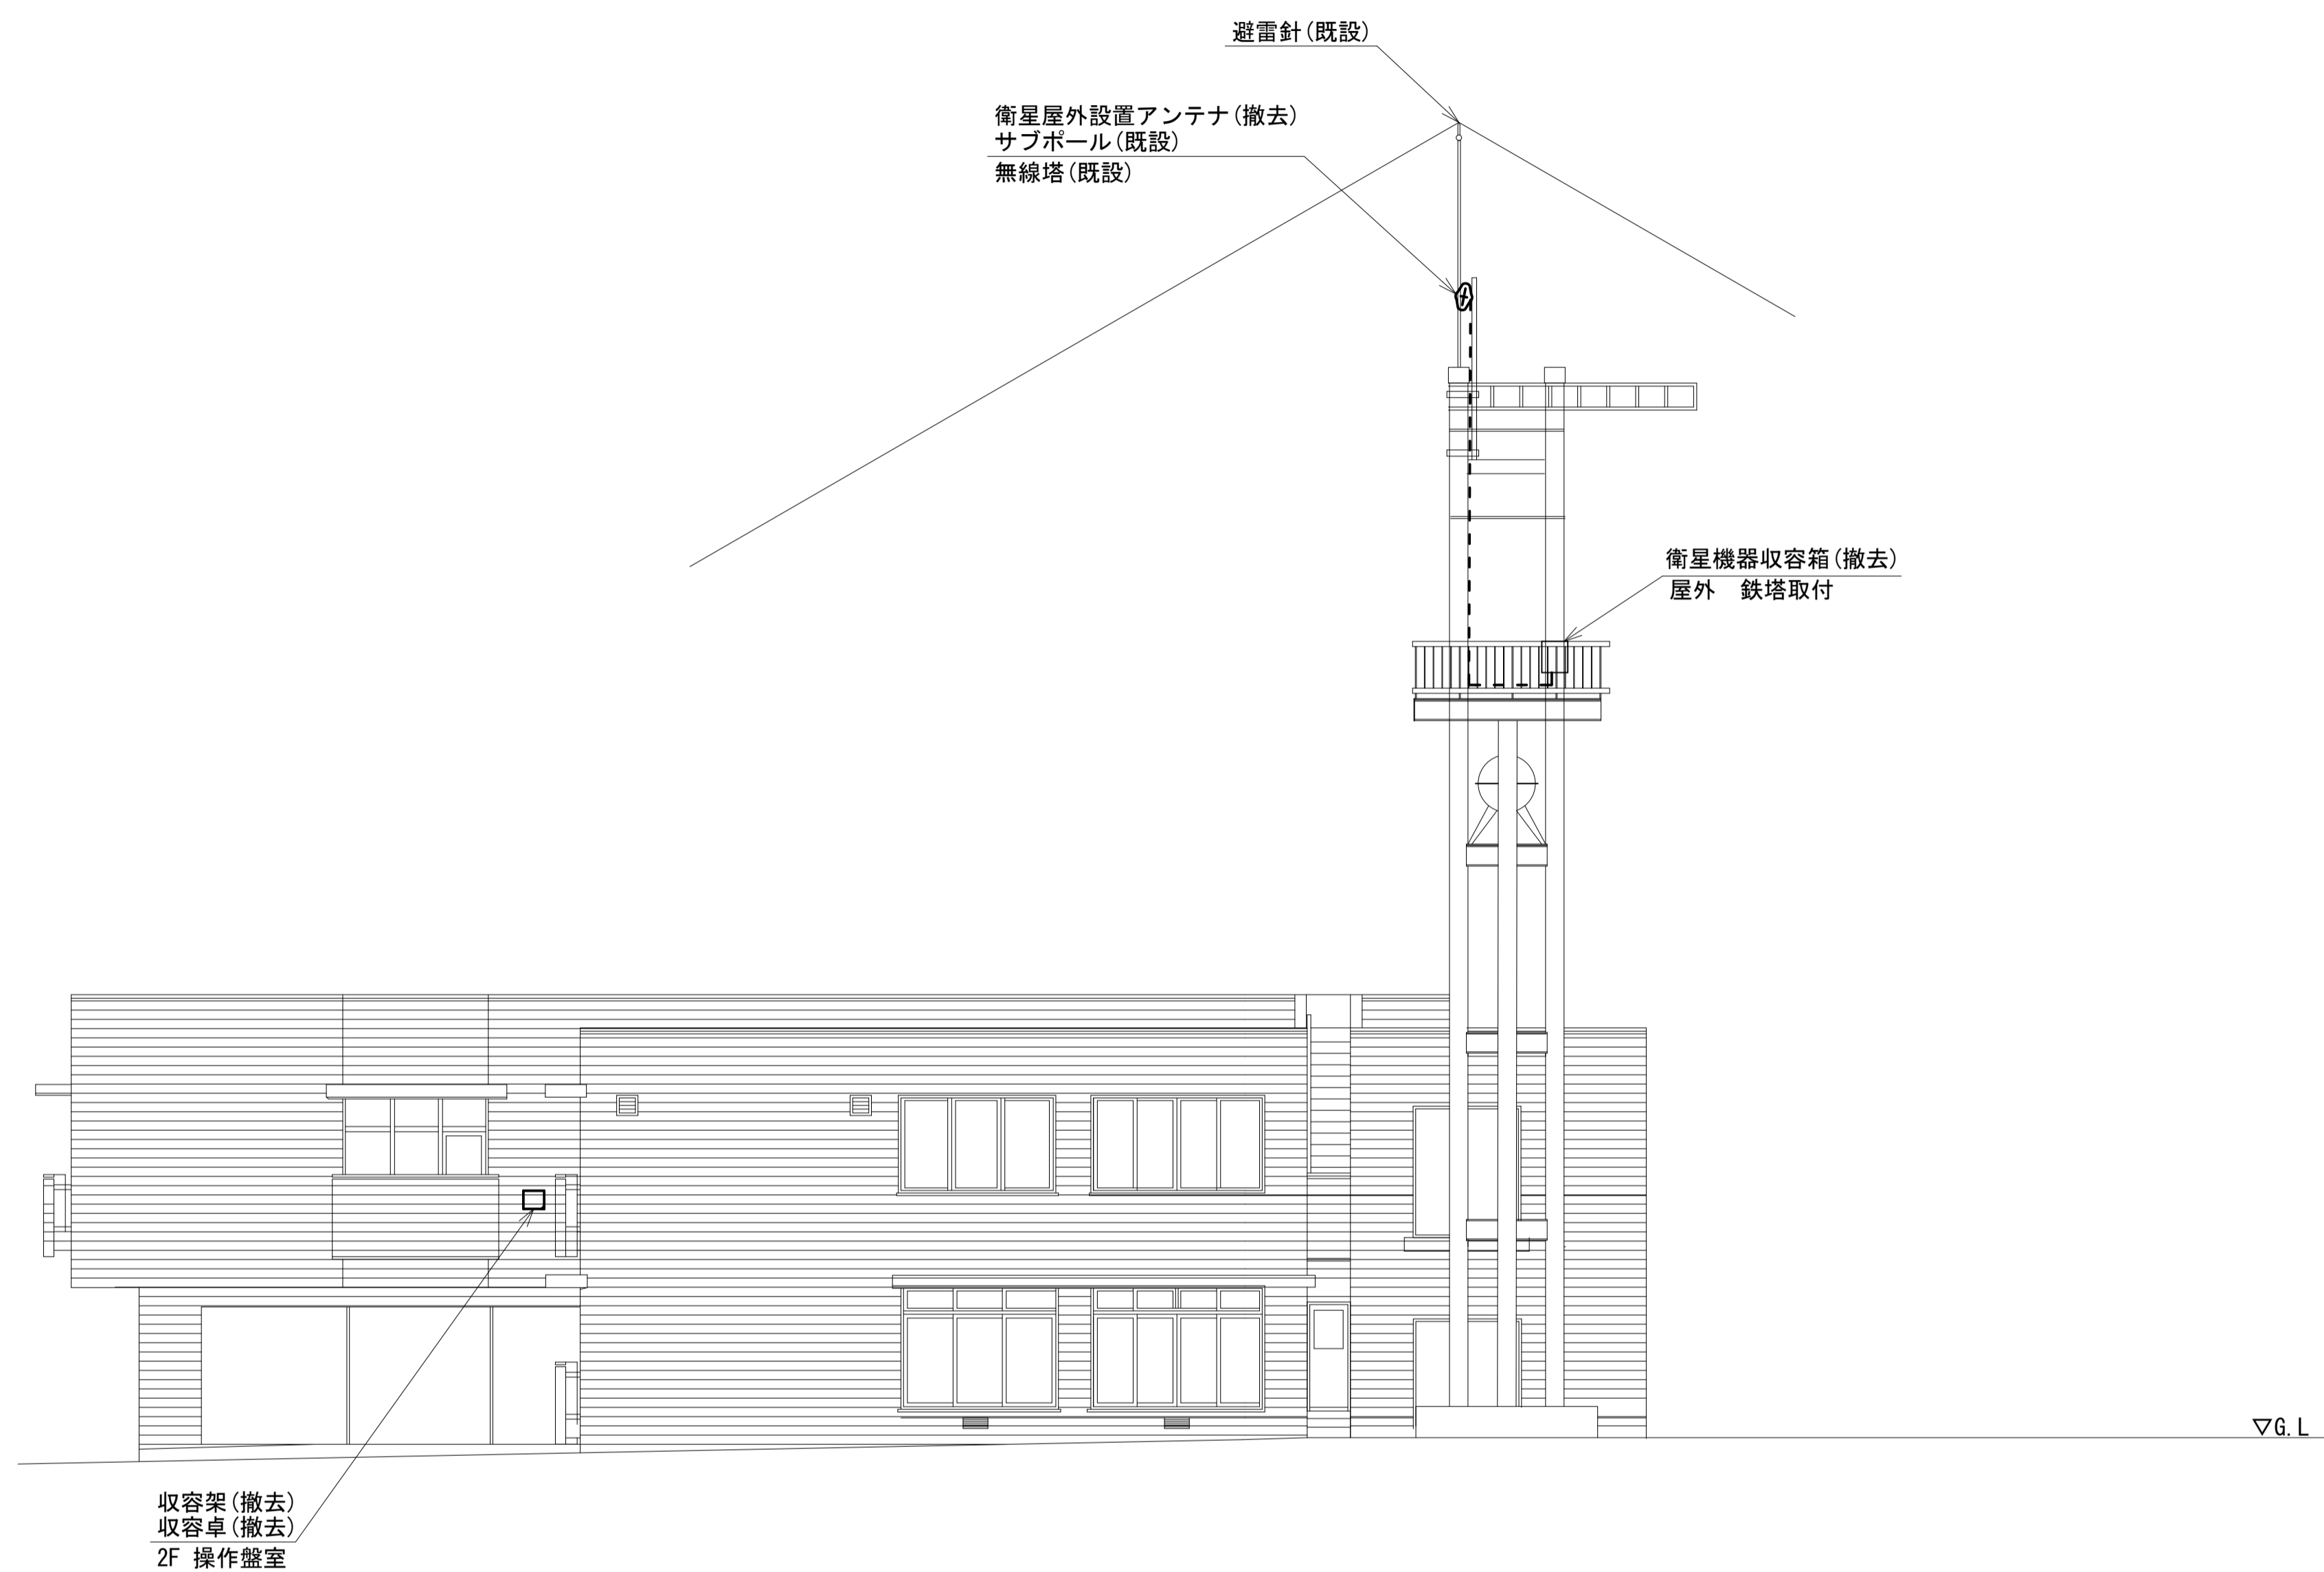 避雷針(既設)
衛星屋外設置アンテナ(撤去)
サブポール(既設)
無線塔(既設)
衛星機器収容箱(撤去)
屋外　鉄塔取付
▽G.L
収容架(撤去)
収容卓(撤去)
2F 操作盤室